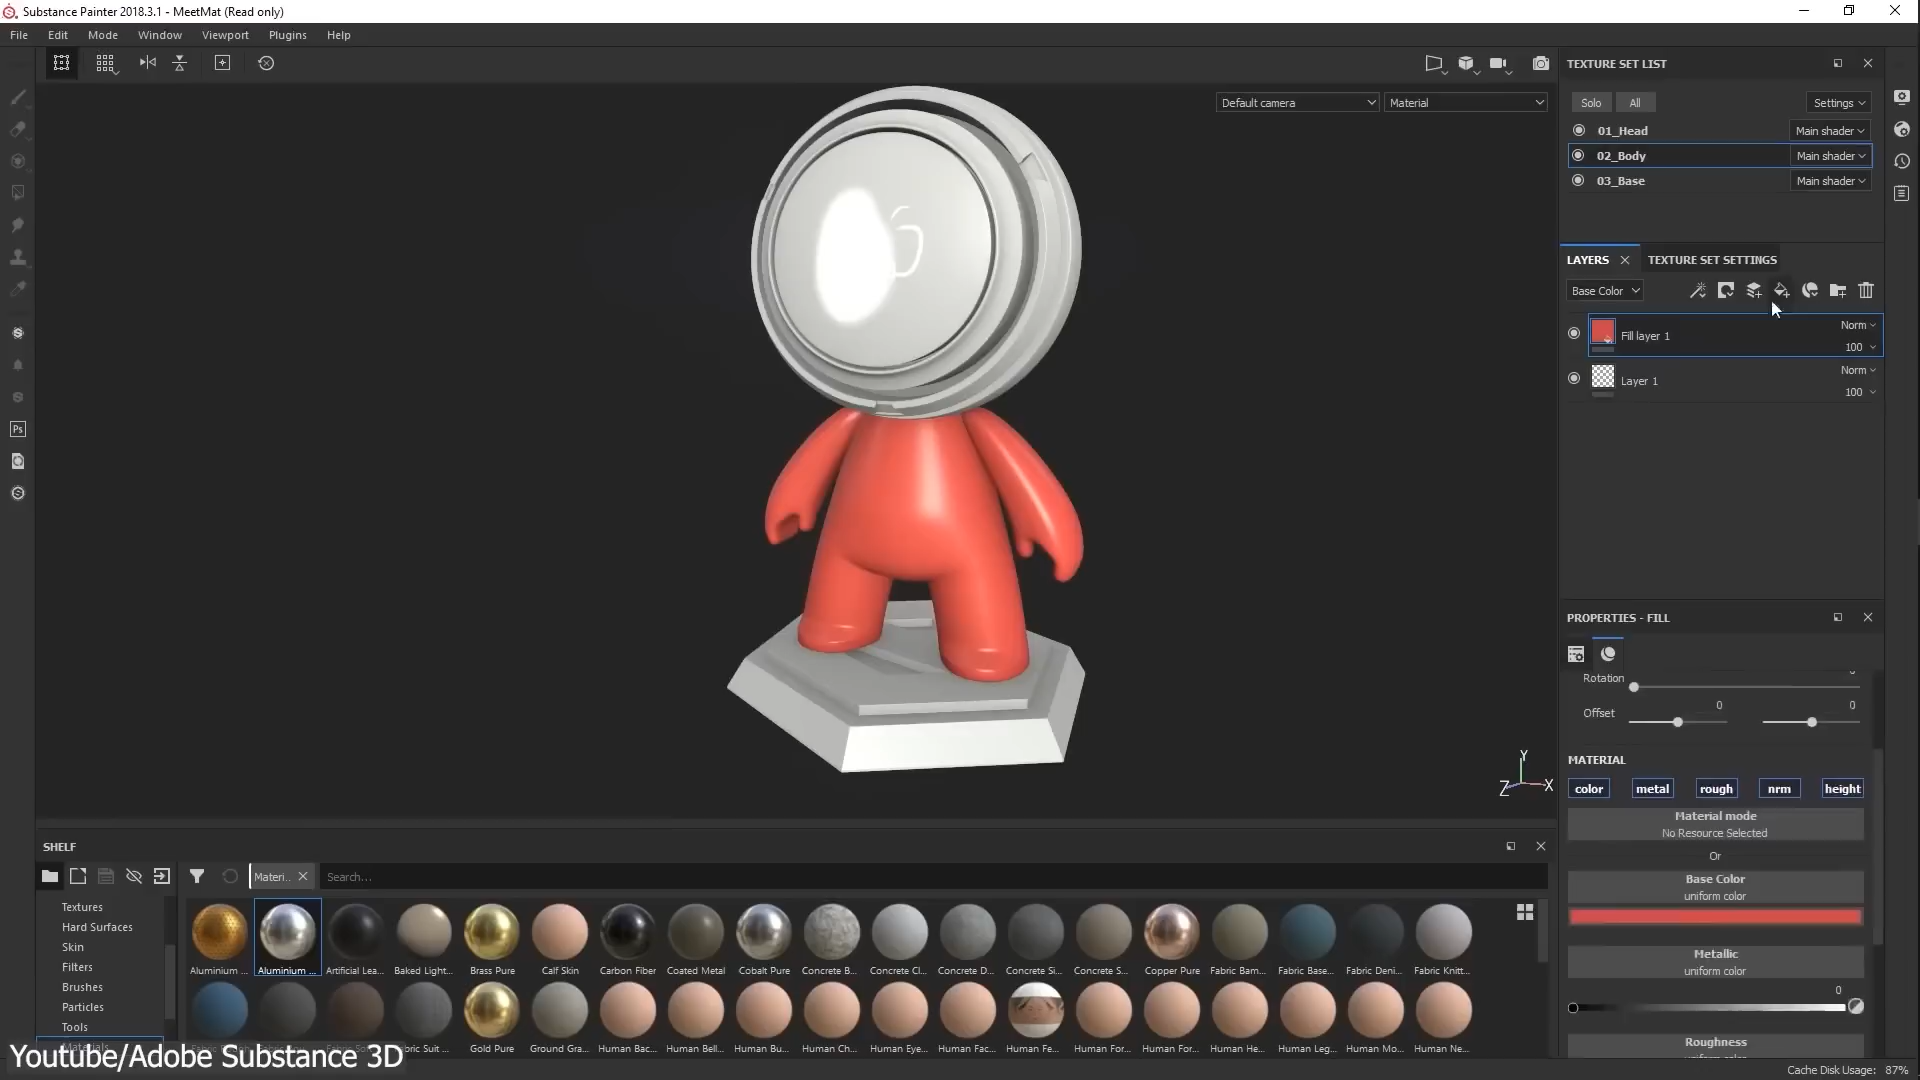 Substance Painter 2018.3.1 - MeetMat (Read only)
File Edit Mode Window Viewport Plugins Help
Default camera Material
TEXTURE SET LIST
Solo All Settings
01_Head Main shader
02_Body Main shader
03_Base Main shader
LAYERS TEXTURE SET SETTINGS
Base Color
Fill layer 1 Norm
100
Layer 1 Norm
100
PROPERTIES - FILL
Rotation
Offset 0 0
MATERIAL
color metal rough nrm height
Material mode
No Resource Selected
Or
Base Color
uniform color
Metallic
uniform color
0
Roughness
Y
Z X
Ps
SHELF
Materi.. Search...
Textures
Hard Surfaces
Skin
Filters
Brushes
Particles
Tools
Materials
Aluminium ... Aluminium ... Artificial Lea... Baked Light... Brass Pure Calf Skin Carbon Fiber Coated Metal Cobalt Pure Concrete B... Concrete Cl... Concrete D... Concrete Si... Concrete S... Copper Pure Fabric Bam... Fabric Base... Fabric Deni... Fabric Knitt...
Gold Pure Ground Gra... Human Bac... Human Bell... Human Bu... Human Ch... Human Eye... Human Fac... Human Fe... Human For... Human For... Human He... Human Leg... Human Mo... Human Ne...
Youtube/Adobe Substance 3D
Cache Disk Usage: 87%